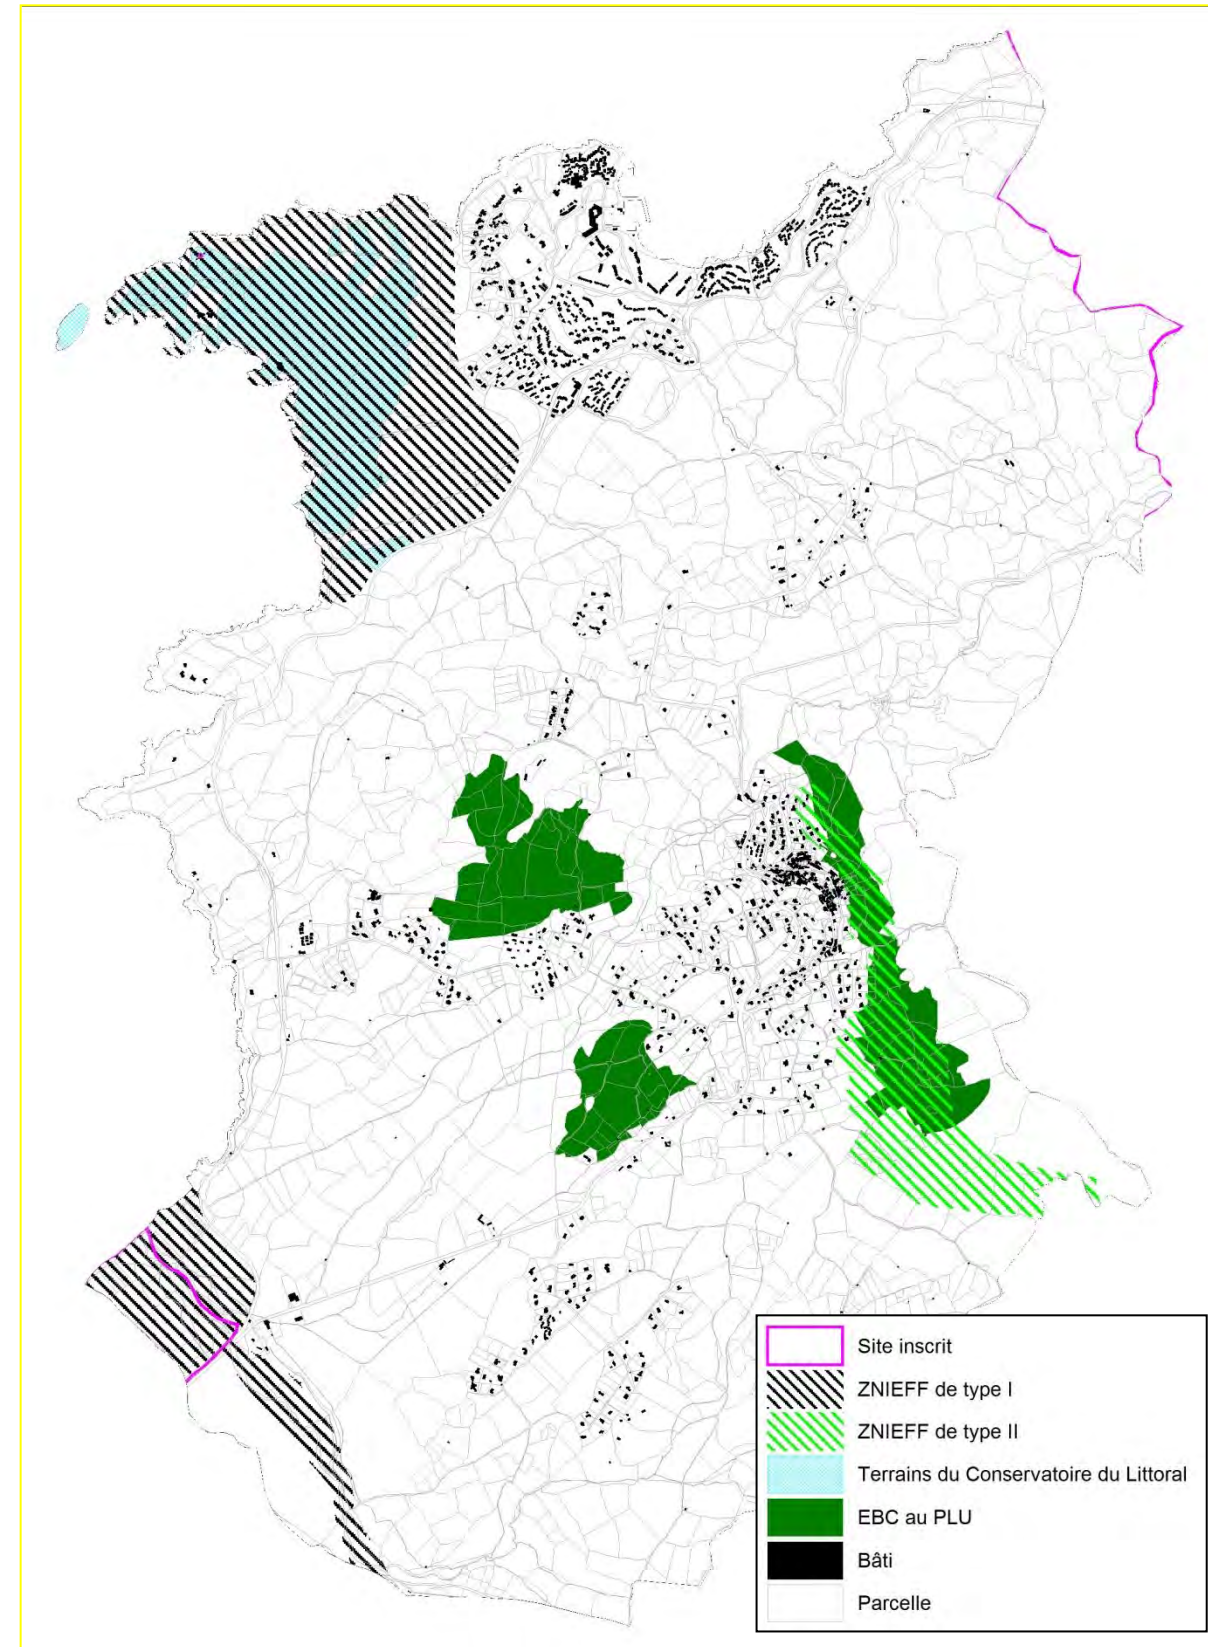 Site inscrit
ZNIEFF de type I
ZNIEFF de type II
Terrains du Conservatoire du Littoral
EBC au PLU
Bâti
Parcelle